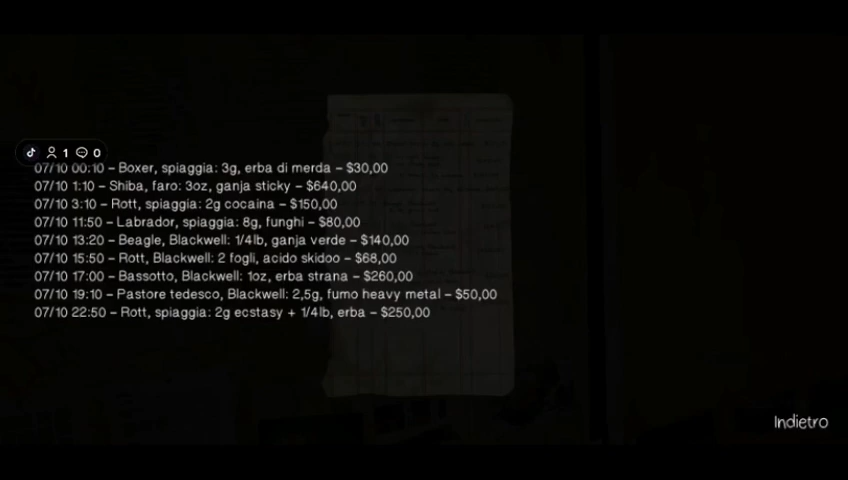 1 0
07/10 00:10 – Boxer, spiaggia: 3g, erba di merda – $30,00
07/10 1:10 – Shiba, faro: 3oz, ganja sticky – $640,00
07/10 3:10 – Rott, spiaggia: 2g cocaina – $150,00
07/10 11:50 – Labrador, spiaggia: 8g, funghi – $80,00
07/10 13:20 – Beagle, Blackwell: 1/4lb, ganja verde – $140,00
07/10 15:50 – Rott, Blackwell: 2 fogli, acido skidoo – $68,00
07/10 17:00 – Bassotto, Blackwell: 1oz, erba strana – $260,00
07/10 19:10 – Pastore tedesco, Blackwell: 2,5g, fumo heavy metal – $50,00
07/10 22:50 – Rott, spiaggia: 2g ecstasy + 1/4lb, erba – $250,00
Indietro